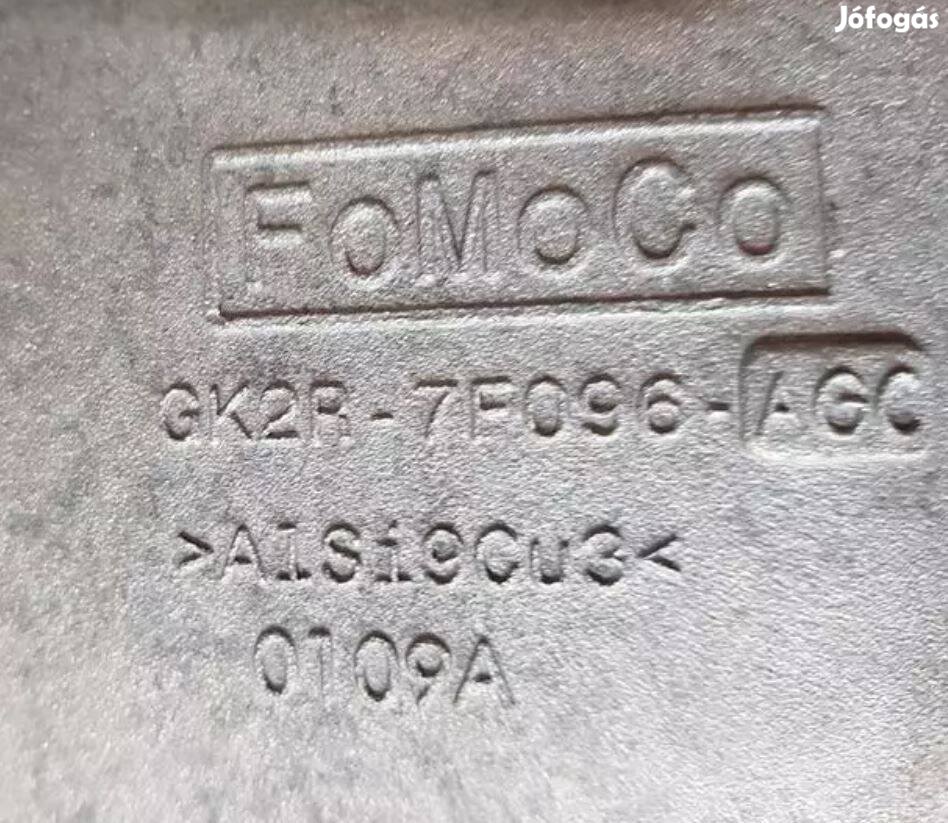 Jófogás
FoMoCo
GK2R-7F096-AGC
>AlSi9Cu3<
0109A